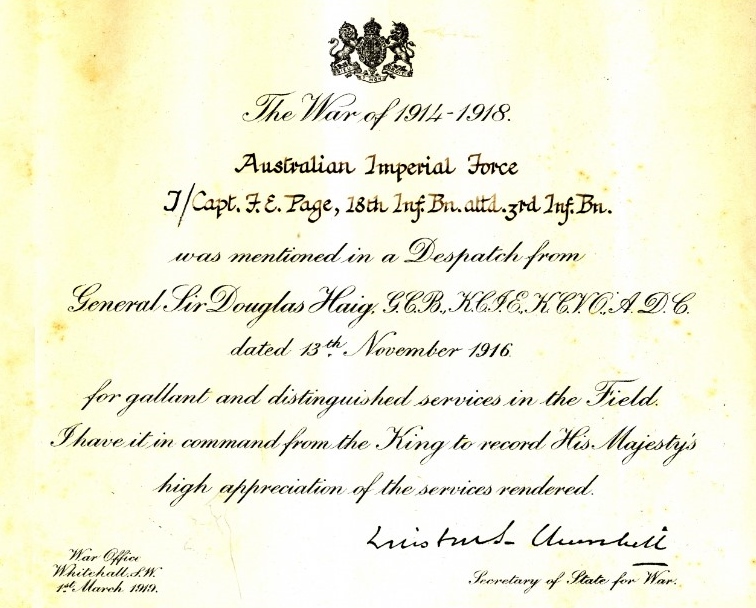 The War of 1914-1918.
Australian Imperial Force
T/Capt. F. E. Page, 18th Inf. Bn. attd. 3rd Inf. Bn.
was mentioned in a Despatch from
General Sir Douglas Haig, G.C.B., K.C.I.E., K.C.V.O., A.D.C.
dated 13th November 1916
for gallant and distinguished services in the Field.
I have it in command from the King to record His Majesty's
high appreciation of the services rendered.
Winston S. Churchill
War Office
Whitehall, S.W.
1st March 1919.
Secretary of State for War.